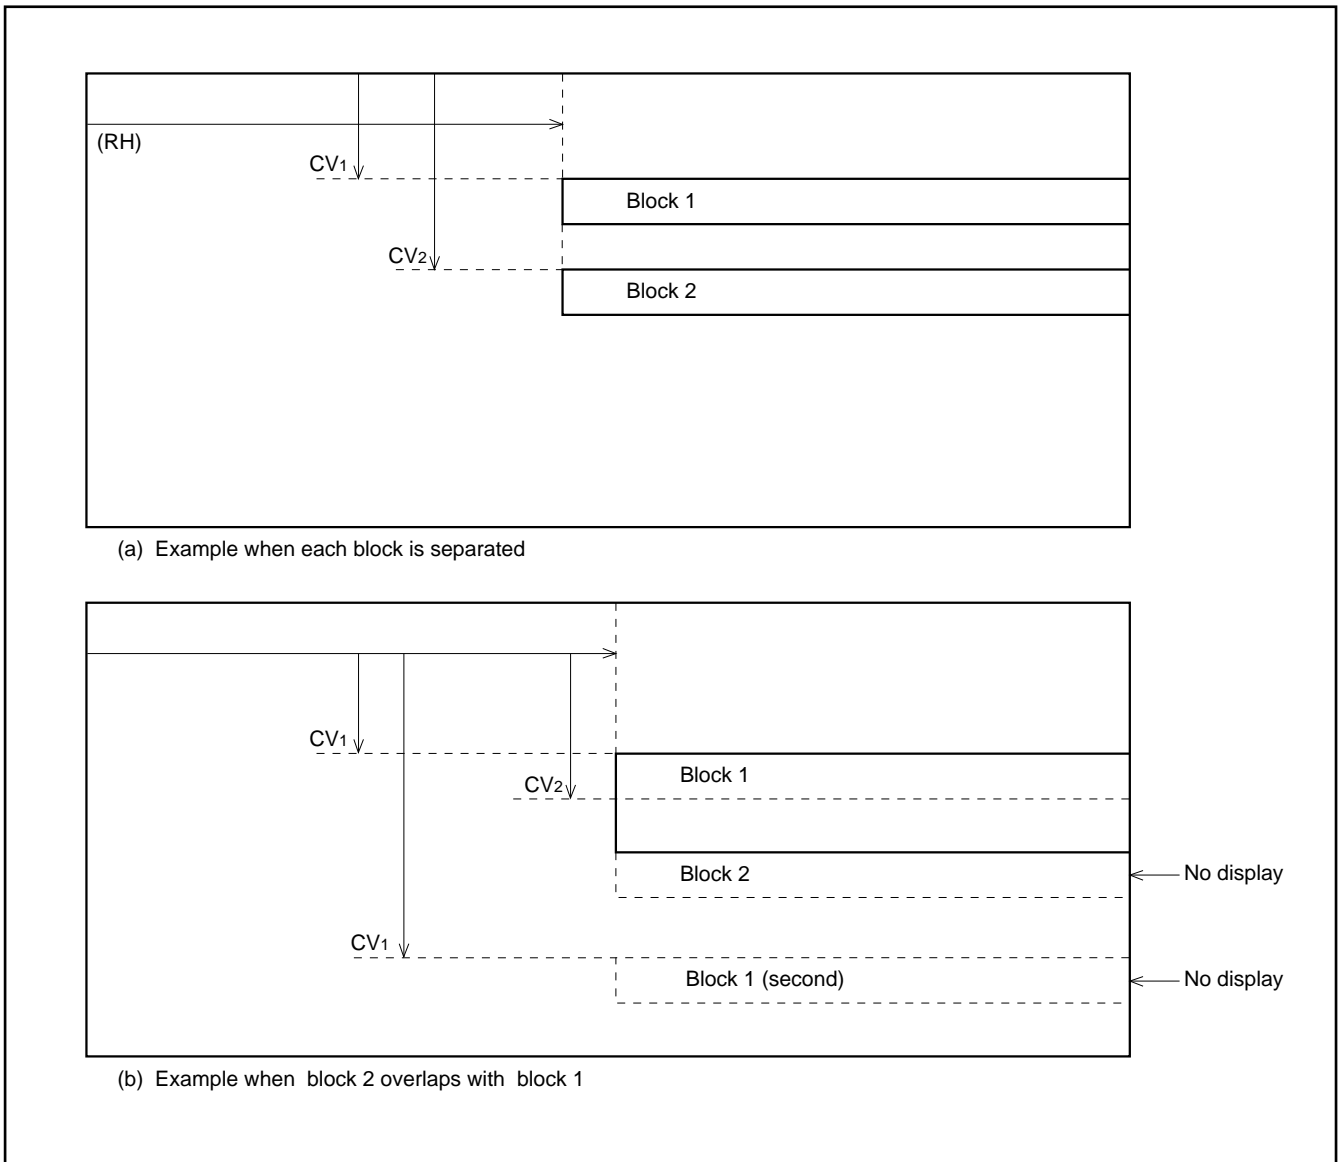 (RH)
CV1
Block 1
CV2
Block 2
(a) Example when each block is separated
CV1
Block 1
CV2
Block 2
No display
CV1
Block 1 (second)
No display
(b) Example when block 2 overlaps with block 1